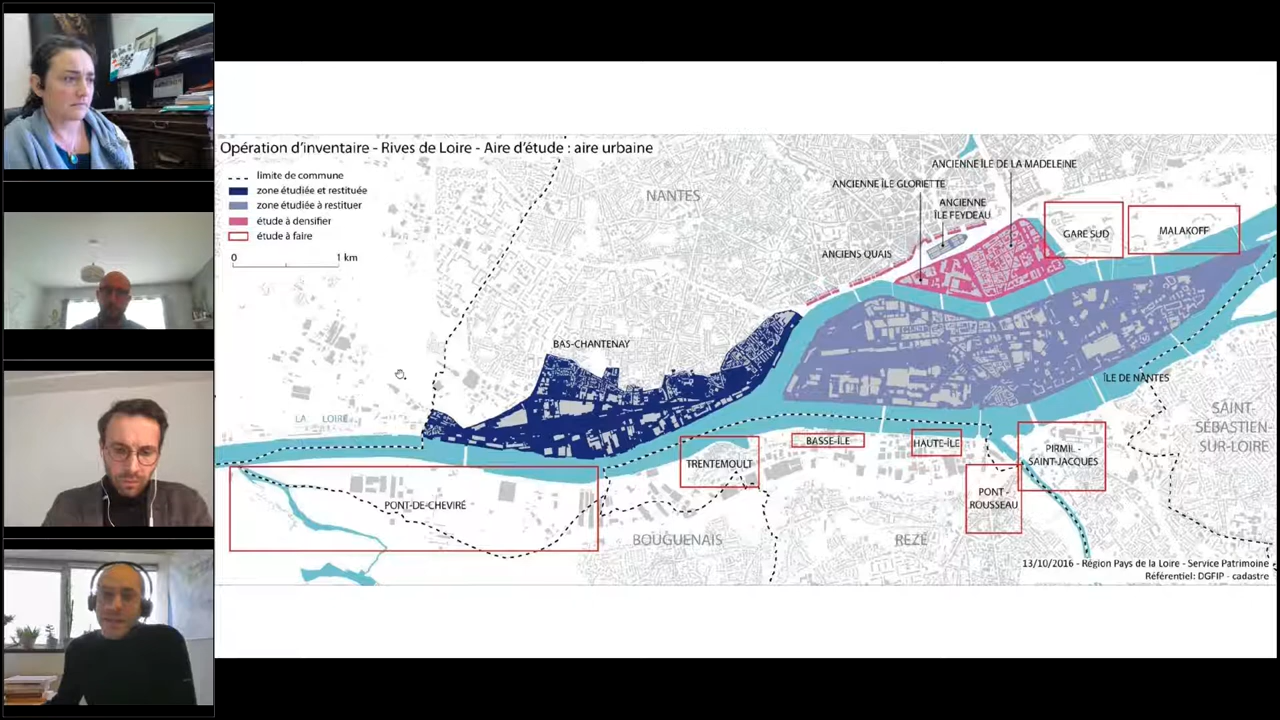 Opération d'inventaire - Rives de Loire - Aire d'étude : aire urbaine
limite de commune
zone étudiée et restituée
zone étudiée à restituer
étude à densifier
étude à faire
0
1 km
NANTES
ANCIENNE ÎLE DE LA MADELEINE
ANCIENNE ÎLE GLORIETTE
ANCIENNE
ÎLE FEYDEAU
ANCIENS QUAIS
GARE SUD
MALAKOFF
BAS-CHANTENAY
ÎLE DE NANTES
LA LOIRE
SAINT-
SÉBASTIEN-
SUR-LOIRE
TRENTEMOULT
BASSE-ÎLE
HAUTE-ÎLE
PIRMIL -
SAINT-JACQUES
PONT -
ROUSSEAU
PONT-DE-CHEVIRÉ
BOUGUENAIS
REZÉ
13/10/2016 - Région Pays de la Loire - Service Patrimoine
Référentiel: DGFIP - cadastre